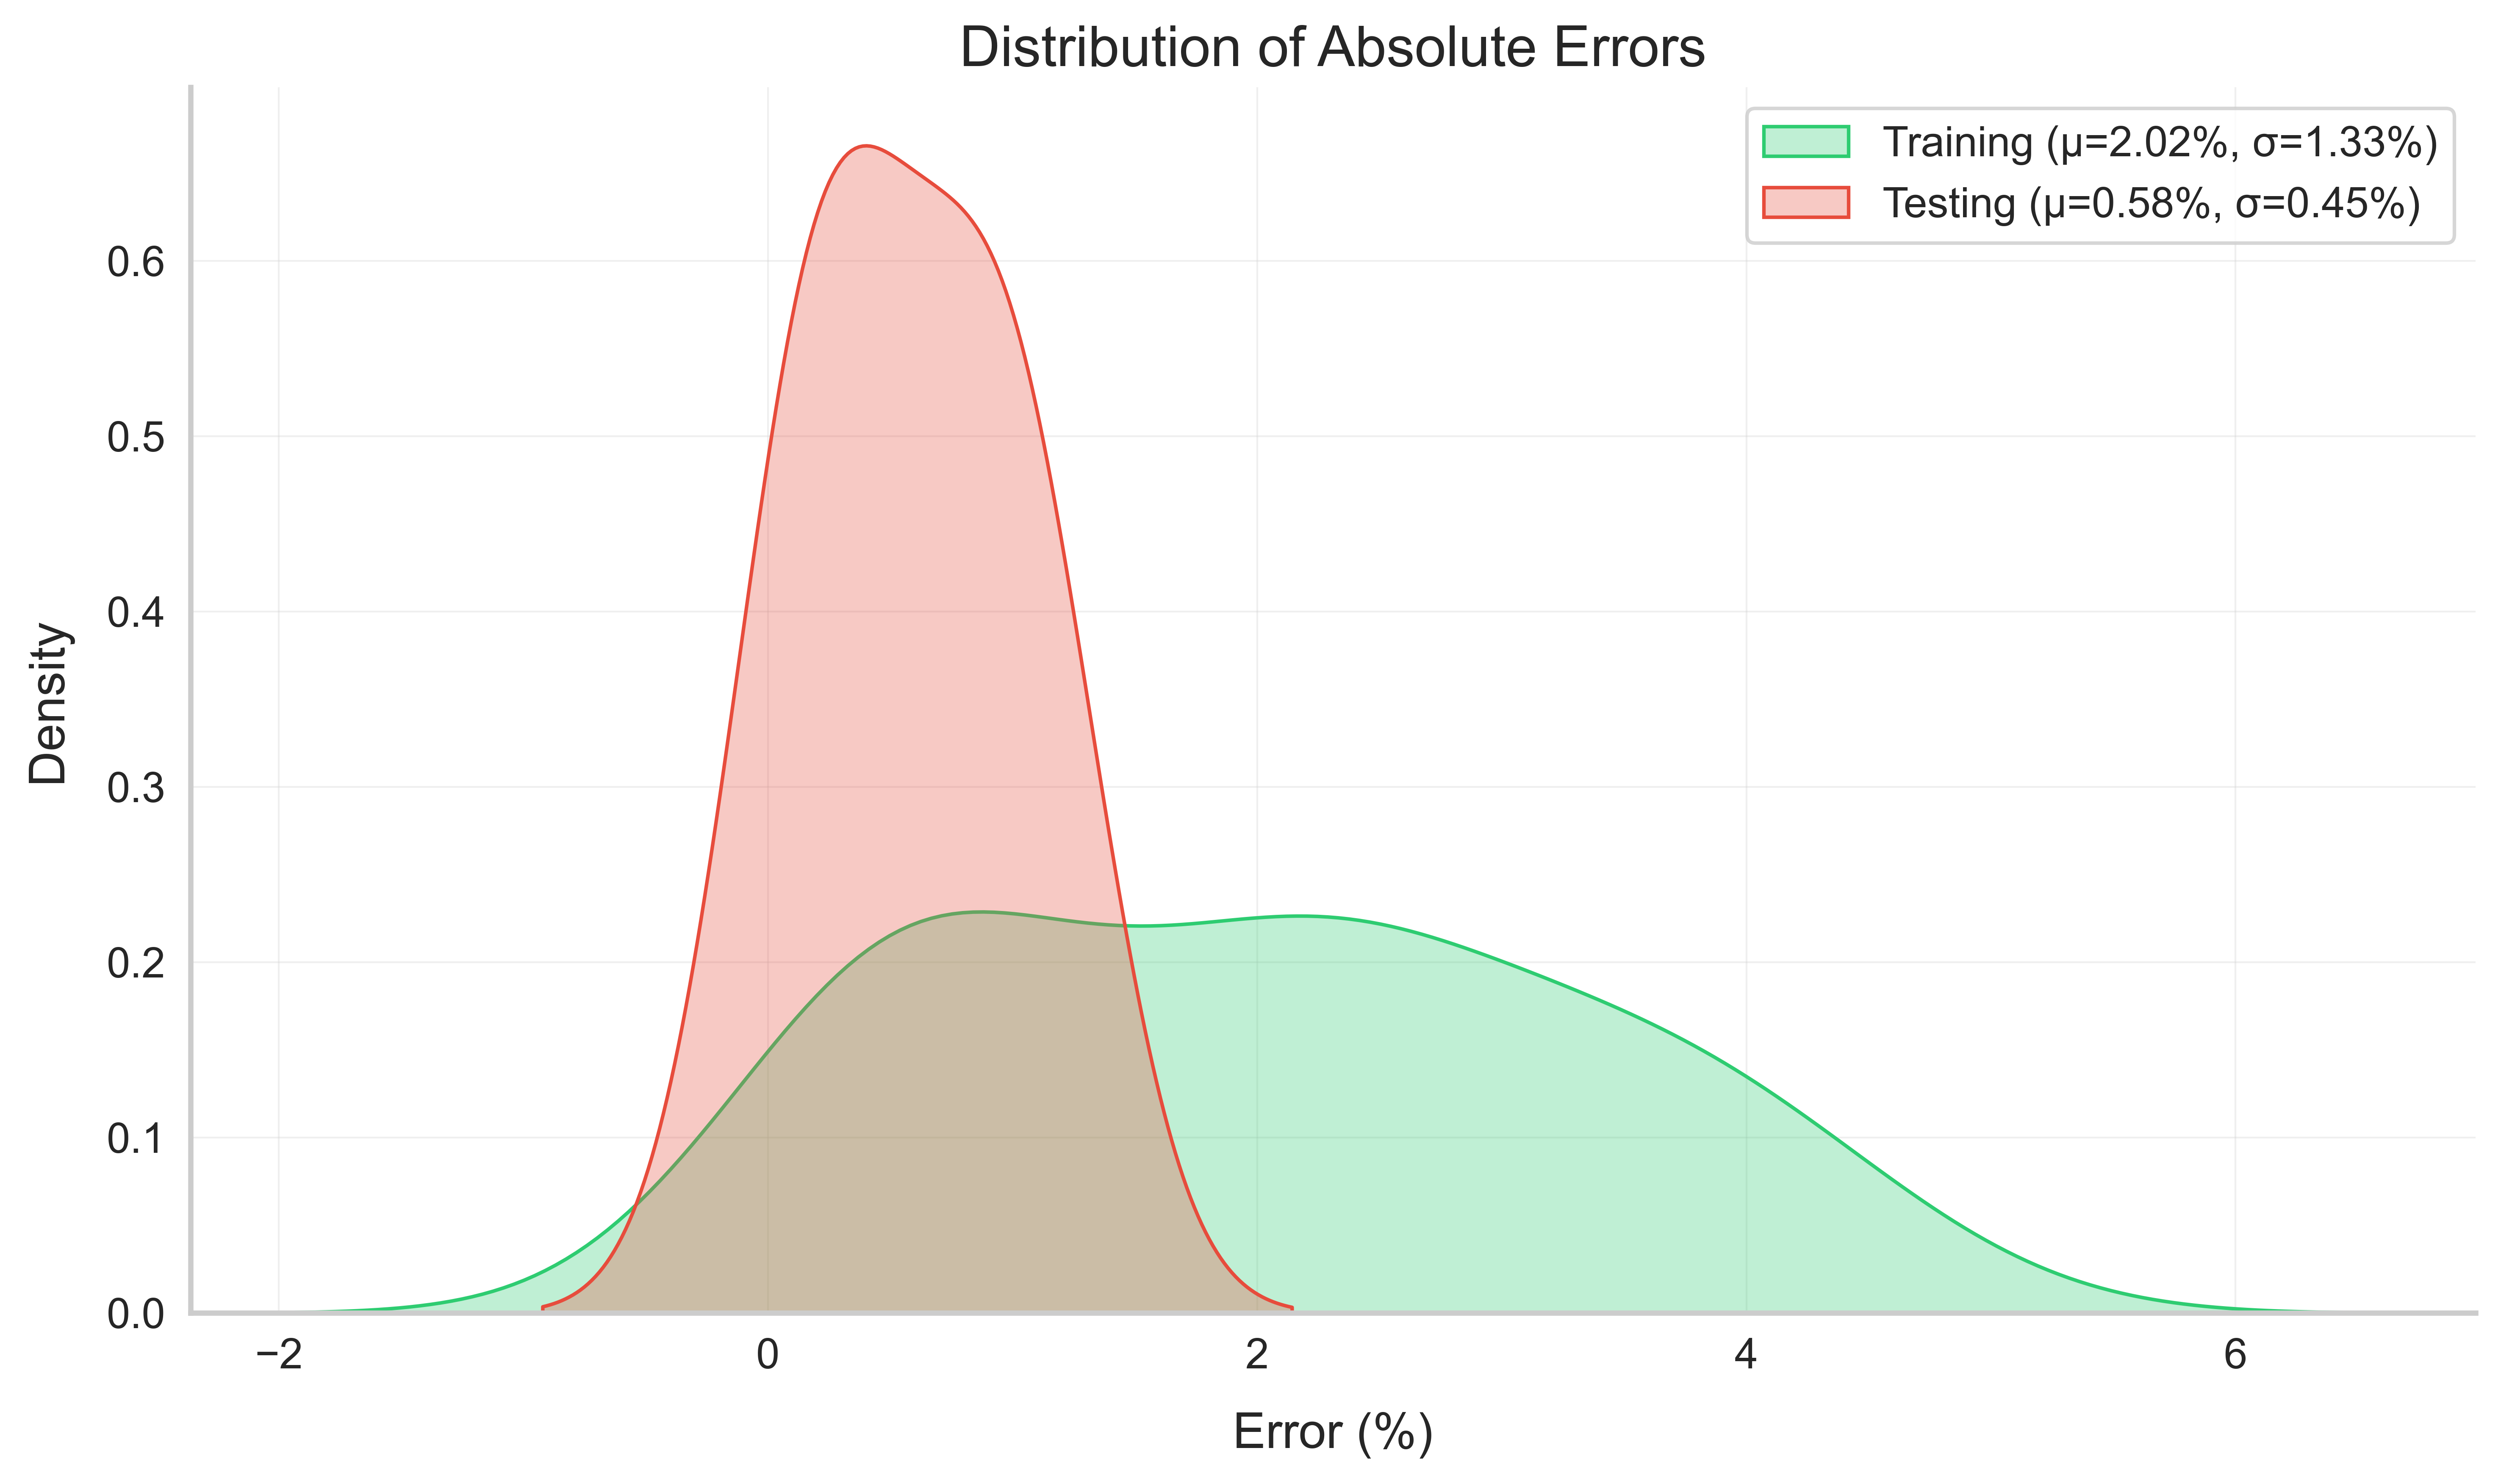 Distribution of Absolute Errors
Training (μ=2.02%, σ=1.33%)
Testing (μ=0.58%, σ=0.45%)
Density
0.6
0.5
0.4
0.3
0.2
0.1
0.0
−2 0 2 4 6
Error (%)